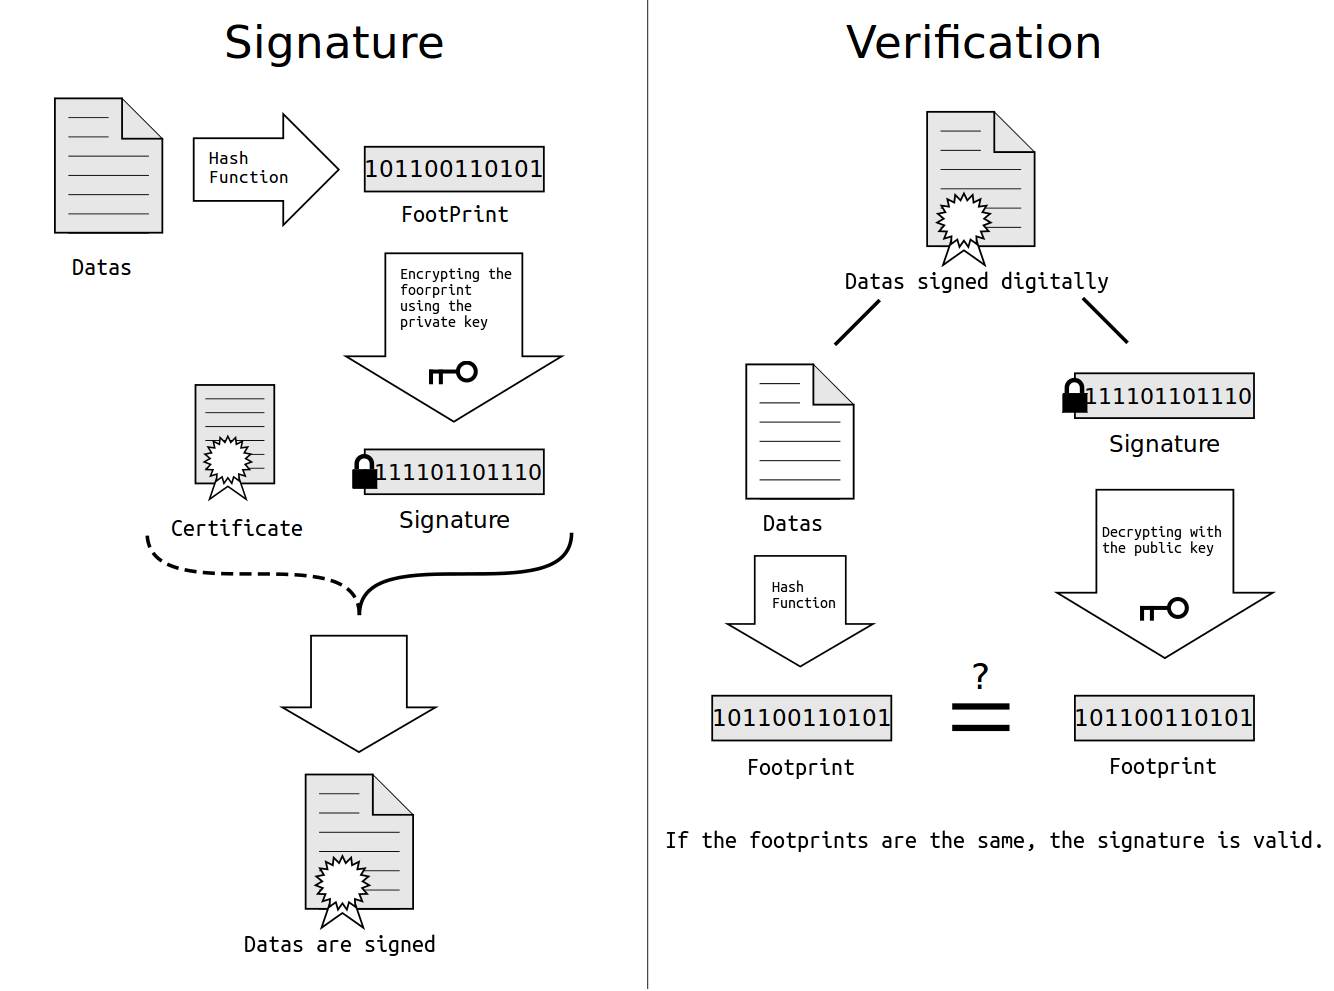 Signature
Hash
Function
101100110101
FootPrint
Datas
Encrypting the
foorprint
using the
private key
111101101110
Signature
Certificate
Datas are signed
Verification
Datas signed digitally
Datas
111101101110
Signature
Hash
Function
Decrypting with
the public key
101100110101
Footprint
?
101100110101
Footprint
If the footprints are the same, the signature is valid.